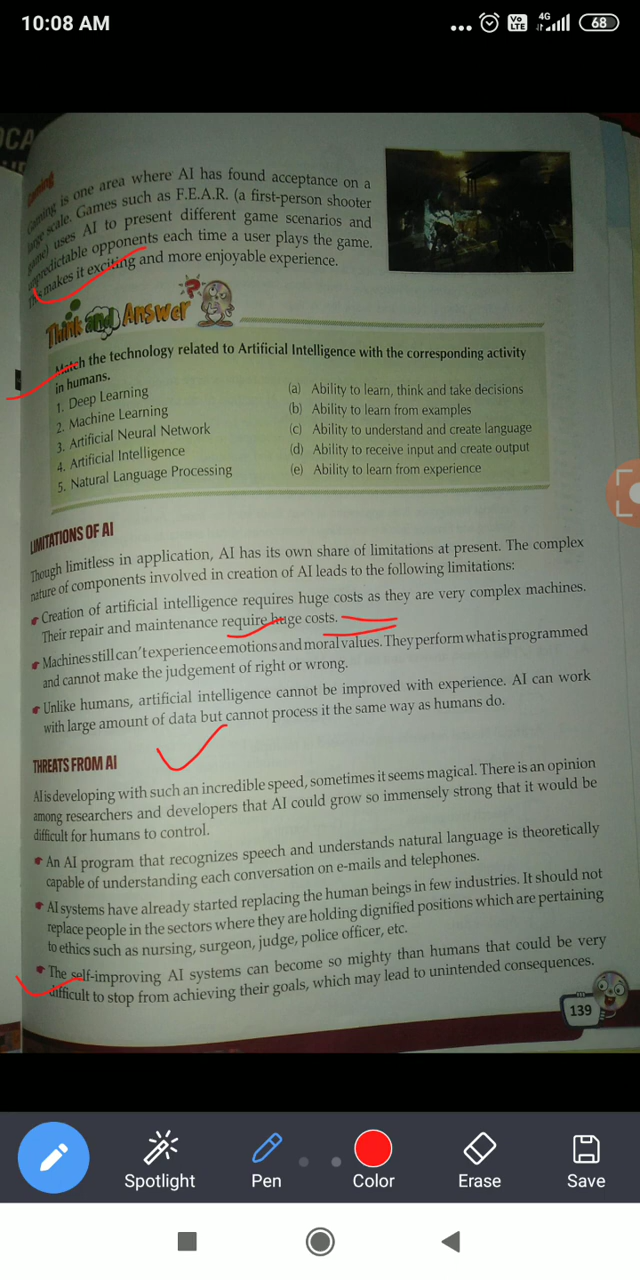 10:08 AM
Vo LTE 4G 68
OCA
Gaming
Gaming is one area where AI has found acceptance on a
large scale. Games such as F.E.A.R. (a first-person shooter
game) uses AI to present different game scenarios and
unpredictable opponents each time a user plays the game.
This makes it exciting and more enjoyable experience.
Think and Answer
Match the technology related to Artificial Intelligence with the corresponding activity
in humans.
1. Deep Learning
2. Machine Learning
3. Artificial Neural Network
4. Artificial Intelligence
5. Natural Language Processing
(a) Ability to learn, think and take decisions
(b) Ability to learn from examples
(c) Ability to understand and create language
(d) Ability to receive input and create output
(e) Ability to learn from experience
LIMITATIONS OF AI
Though limitless in application, AI has its own share of limitations at present. The complex
nature of components involved in creation of AI leads to the following limitations:
Creation of artificial intelligence requires huge costs as they are very complex machines.
Their repair and maintenance require huge costs.
Machines still can't experience emotions and moral values. They perform what is programmed
and cannot make the judgement of right or wrong.
Unlike humans, artificial intelligence cannot be improved with experience. AI can work
with large amount of data but cannot process it the same way as humans do.
THREATS FROM AI
AI is developing with such an incredible speed, sometimes it seems magical. There is an opinion
among researchers and developers that AI could grow so immensely strong that it would be
difficult for humans to control.
An AI program that recognizes speech and understands natural language is theoretically
capable of understanding each conversation on e-mails and telephones.
AI systems have already started replacing the human beings in few industries. It should not
replace people in the sectors where they are holding dignified positions which are pertaining
to ethics such as nursing, surgeon, judge, police officer, etc.
The self-improving AI systems can become so mighty than humans that could be very
difficult to stop from achieving their goals, which may lead to unintended consequences.
139
Spotlight
Pen
Color
Erase
Save